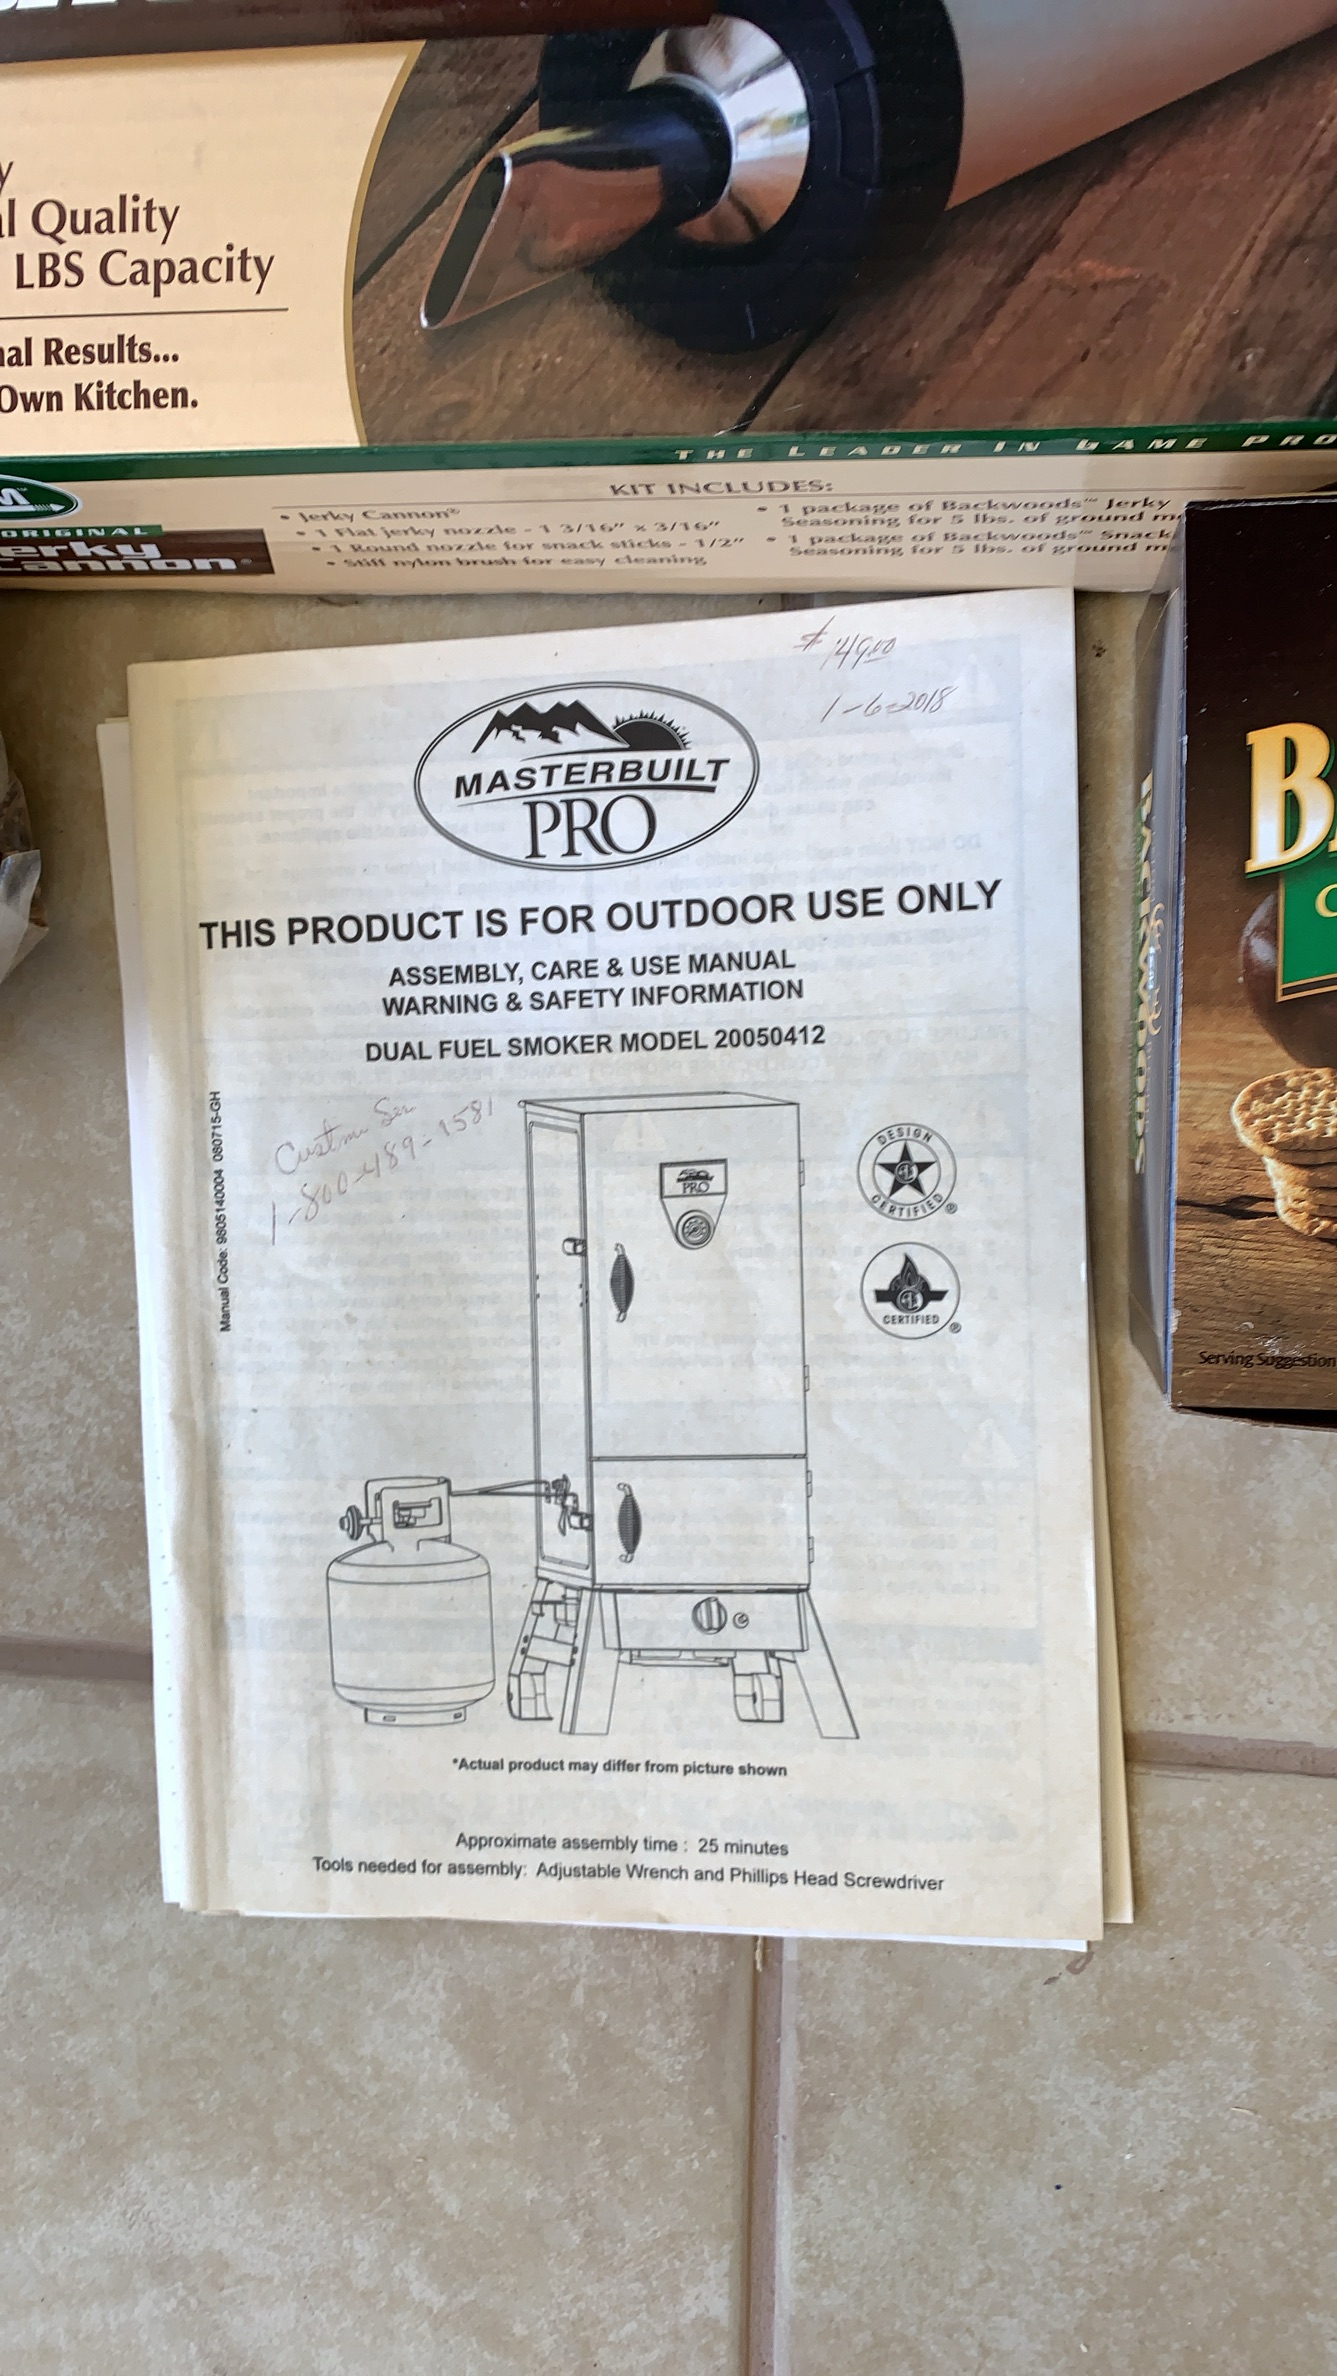 Quality
LBS Capacity
Results...
Own Kitchen.
THE LEADER IN GAME PRO
KIT INCLUDES:
• Jerky Cannon®
• 1 Flat jerky nozzle - 1 3/16" x 3/16"
• 1 Round nozzle for snack sticks - 1/2"
• Stiff nylon brush for easy cleaning
• 1 package of Backwoods™ Jerky
Seasoning for 5 lbs. of ground
• 1 package of Backwoods™ Snack
Seasoning for 5 lbs. of ground
ORIGINAL
$149.00
1-6-2018
MASTERBUILT
PRO
THIS PRODUCT IS FOR OUTDOOR USE ONLY
ASSEMBLY, CARE & USE MANUAL
WARNING & SAFETY INFORMATION
DUAL FUEL SMOKER MODEL 20050412
1-800-489-1581
Manual Code: 9805140004 080715-GH
PRO
DESIGN
CERTIFIED ®
CERTIFIED ®
*Actual product may differ from picture shown
Approximate assembly time : 25 minutes
Tools needed for assembly: Adjustable Wrench and Phillips Head Screwdriver
BACKWOODS
Serving Suggestion